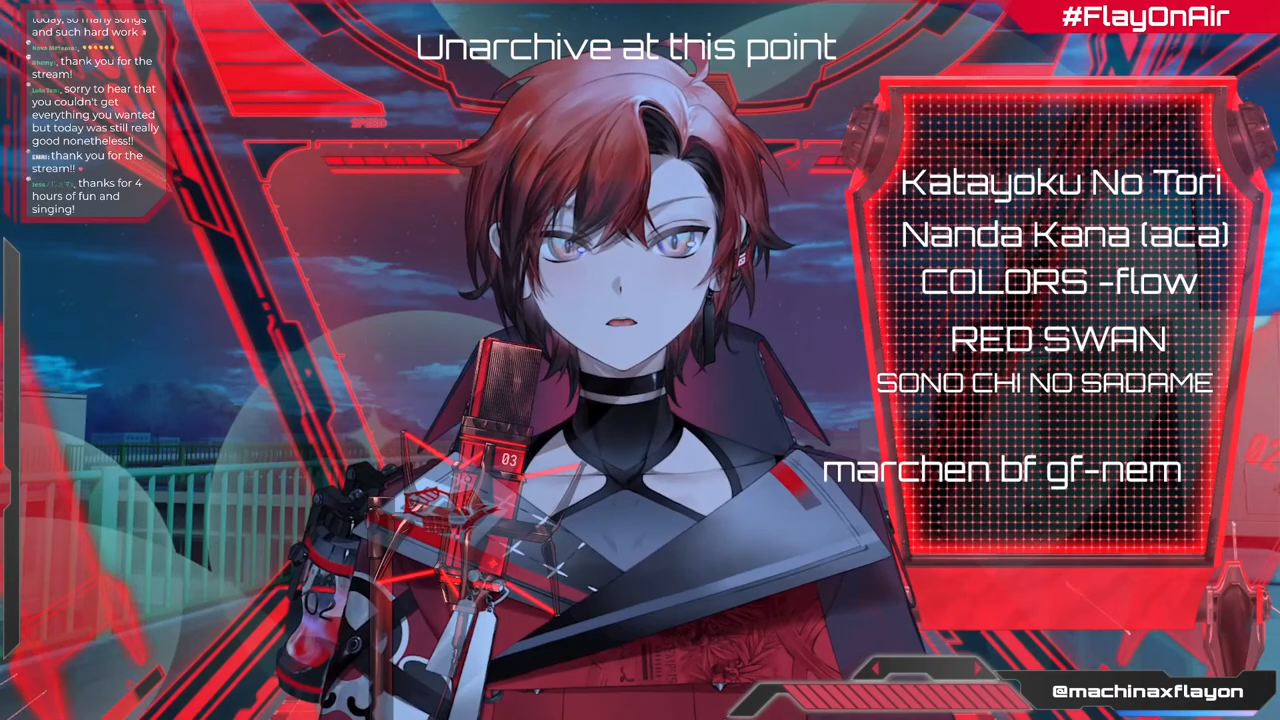 #FlayOnAir
Unarchive at this point
today, so many songs
and such hard work
thank you for the
stream!
sorry to hear that
you couldn't get
everything you wanted
but today was still really
good nonetheless!!
thank you for the
stream!!
thanks for 4
hours of fun and
singing!
SPEED
Katayoku No Tori
Nanda Kana (aca)
COLORS -flow
RED SWAN
SONO CHI NO SADAME
marchen bf gf-nem
03
02
@machinaxflayon